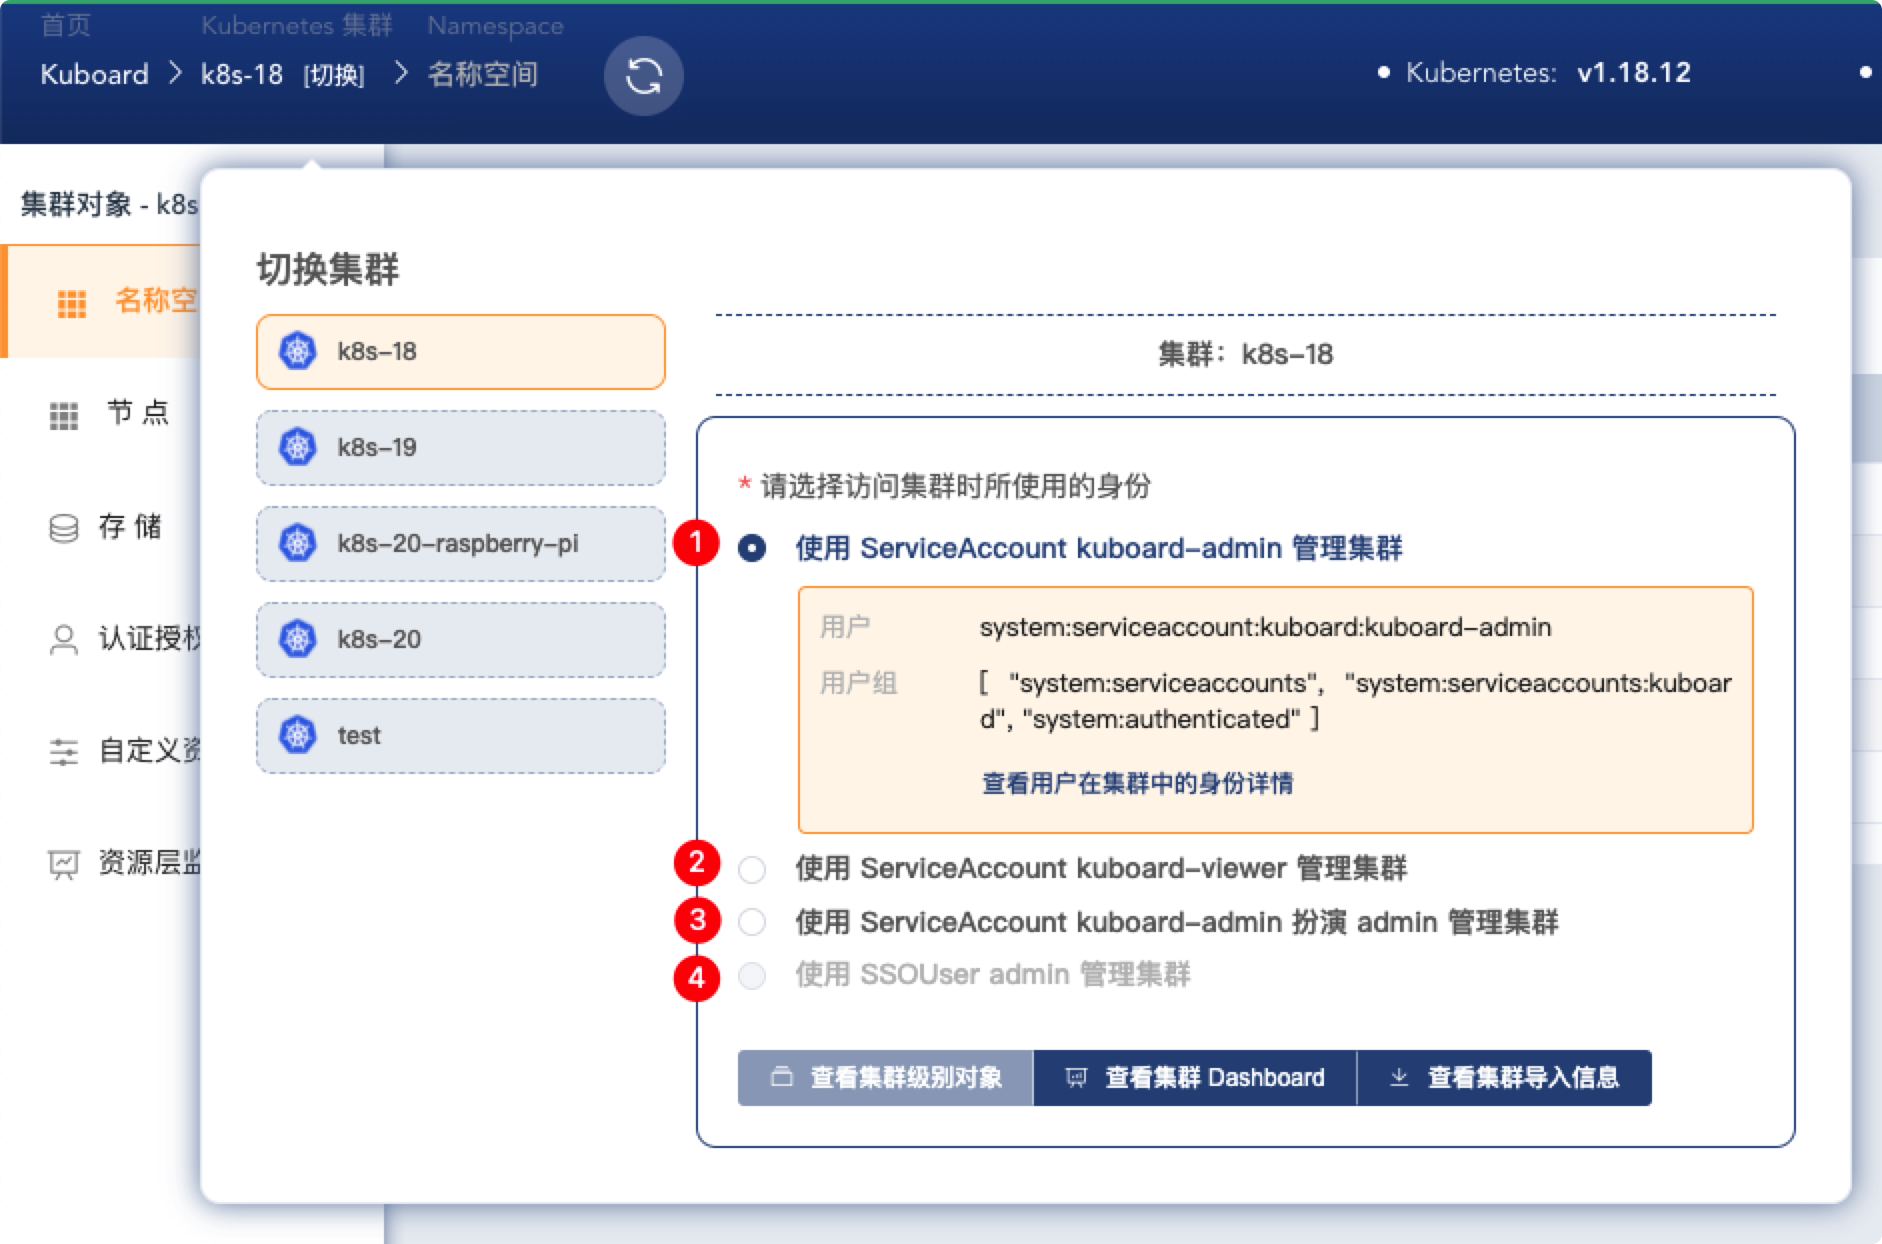 首页 Kubernetes 集群 Namespace
Kuboard > k8s-18 [切换] > 名称空间
• Kubernetes: v1.18.12 •
集群对象 - k8s
名称空
节 点
存 储
认证授权
自定义资
资源层监
切换集群
k8s-18
k8s-19
k8s-20-raspberry-pi
k8s-20
test
集群：k8s-18
* 请选择访问集群时所使用的身份
1 使用 ServiceAccount kuboard-admin 管理集群
用户 system:serviceaccount:kuboard:kuboard-admin
用户组 [ "system:serviceaccounts", "system:serviceaccounts:kuboar
d", "system:authenticated" ]
查看用户在集群中的身份详情
2 使用 ServiceAccount kuboard-viewer 管理集群
3 使用 ServiceAccount kuboard-admin 扮演 admin 管理集群
4 使用 SSOUser admin 管理集群
查看集群级别对象 查看集群 Dashboard 查看集群导入信息